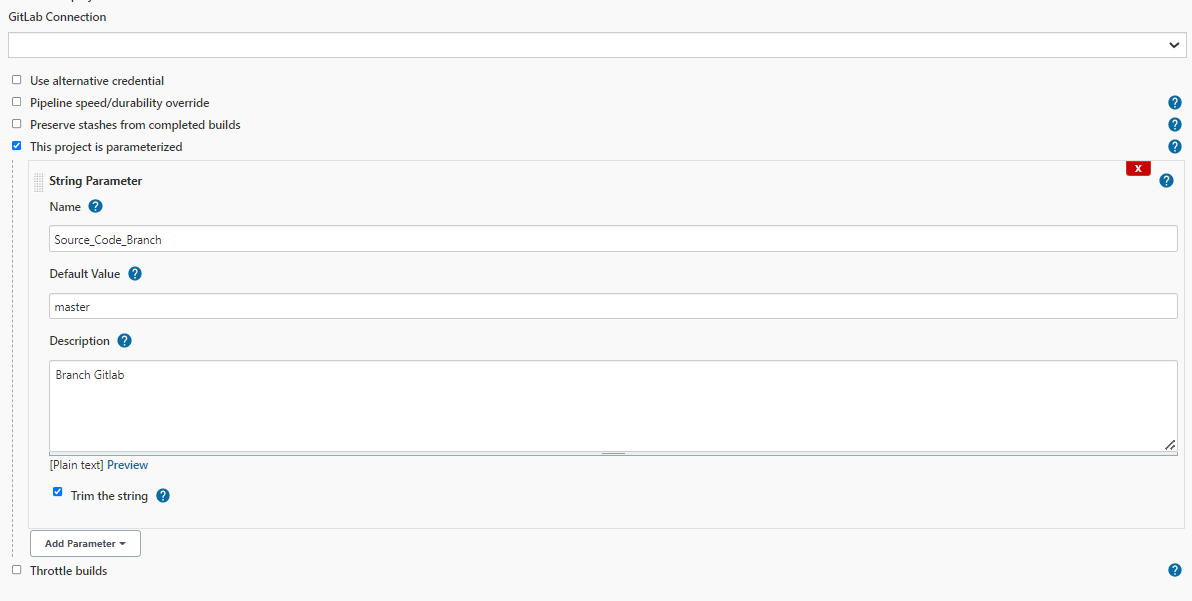 GitLab Connection
Use alternative credential
Pipeline speed/durability override
?
Preserve stashes from completed builds
?
This project is parameterized
?
X
String Parameter
?
Name ?
Source_Code_Branch
Default Value ?
master
Description ?
Branch Gitlab
[Plain text] Preview
Trim the string ?
Add Parameter
Throttle builds
?